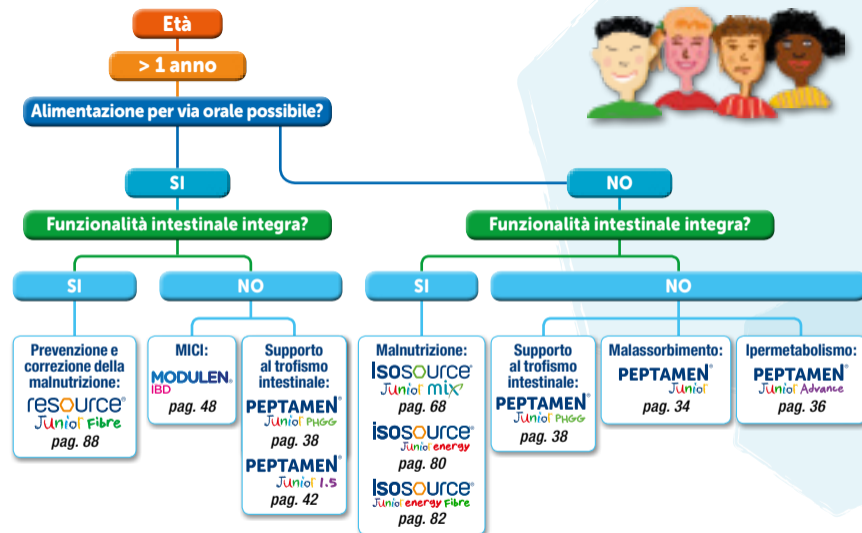 Età
> 1 anno
Alimentazione per via orale possibile?
SI
NO
Funzionalità intestinale integra?
Funzionalità intestinale integra?
SI
NO
SI
NO
Prevenzione e
correzione della
malnutrizione:
resource®
Junior Fibre
pag. 88
MICI:
MODULEN®
IBD
pag. 48
Supporto
al trofismo
intestinale:
PEPTAMEN®
Junior PHGG
pag. 38
PEPTAMEN®
Junior 1.5
pag. 42
Malnutrizione:
Isosource®
Junior mix
pag. 68
isosource®
Junior energy
pag. 80
Isosource®
Junior energy Fibre
pag. 82
Supporto
al trofismo
intestinale:
PEPTAMEN®
Junior PHGG
pag. 38
Malassorbimento:
PEPTAMEN®
Junior
pag. 34
Ipermetabolismo:
PEPTAMEN®
Junior Advance
pag. 36